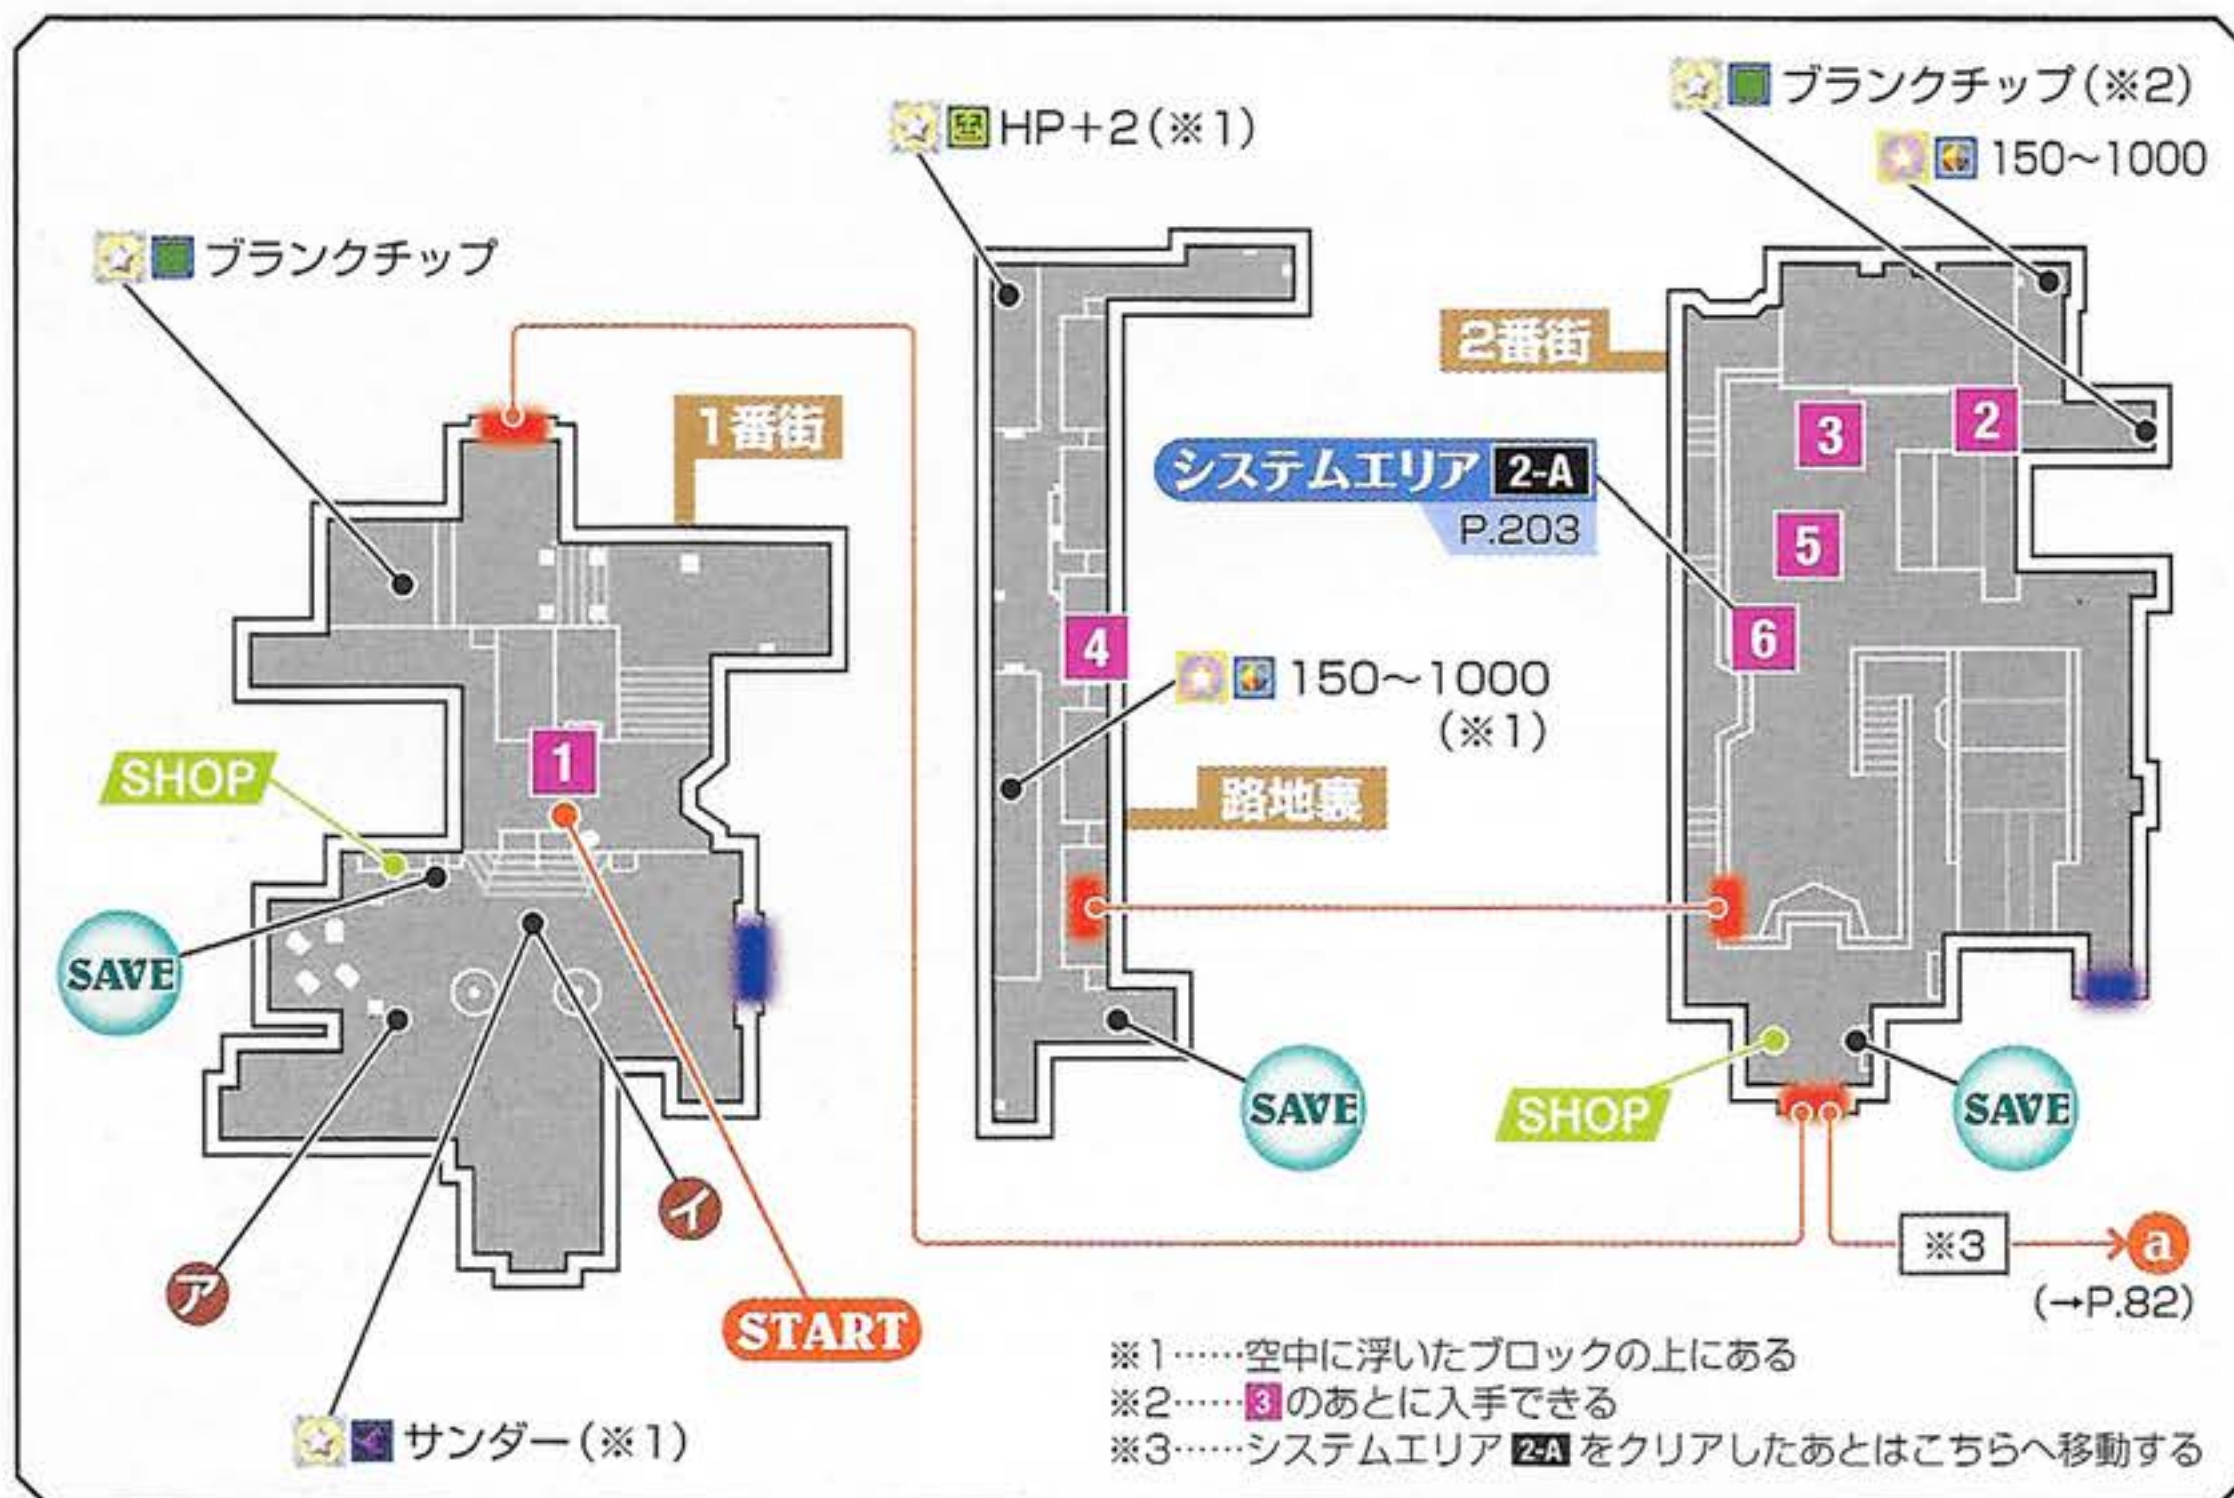 ブランクチップ(※2)
150〜1000
HP+2(※1)
ブランクチップ
2番街
1番街
3
2
システムエリア 2-A
P.203
5
6
4
150〜1000
(※1)
1
SHOP
路地裏
SAVE
SAVE
SHOP
SAVE
イ
ア
※3
a
(→P.82)
START
サンダー(※1)
※1……空中に浮いたブロックの上にある
※2……3のあとに入手できる
※3……システムエリア 2-A をクリアしたあとはこちらへ移動する